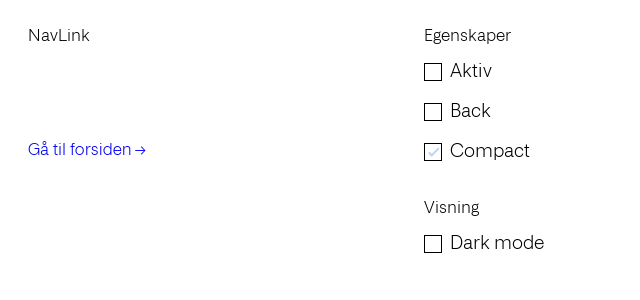 NavLink
Gå til forsiden →
Egenskaper
Aktiv
Back
Compact
Visning
Dark mode